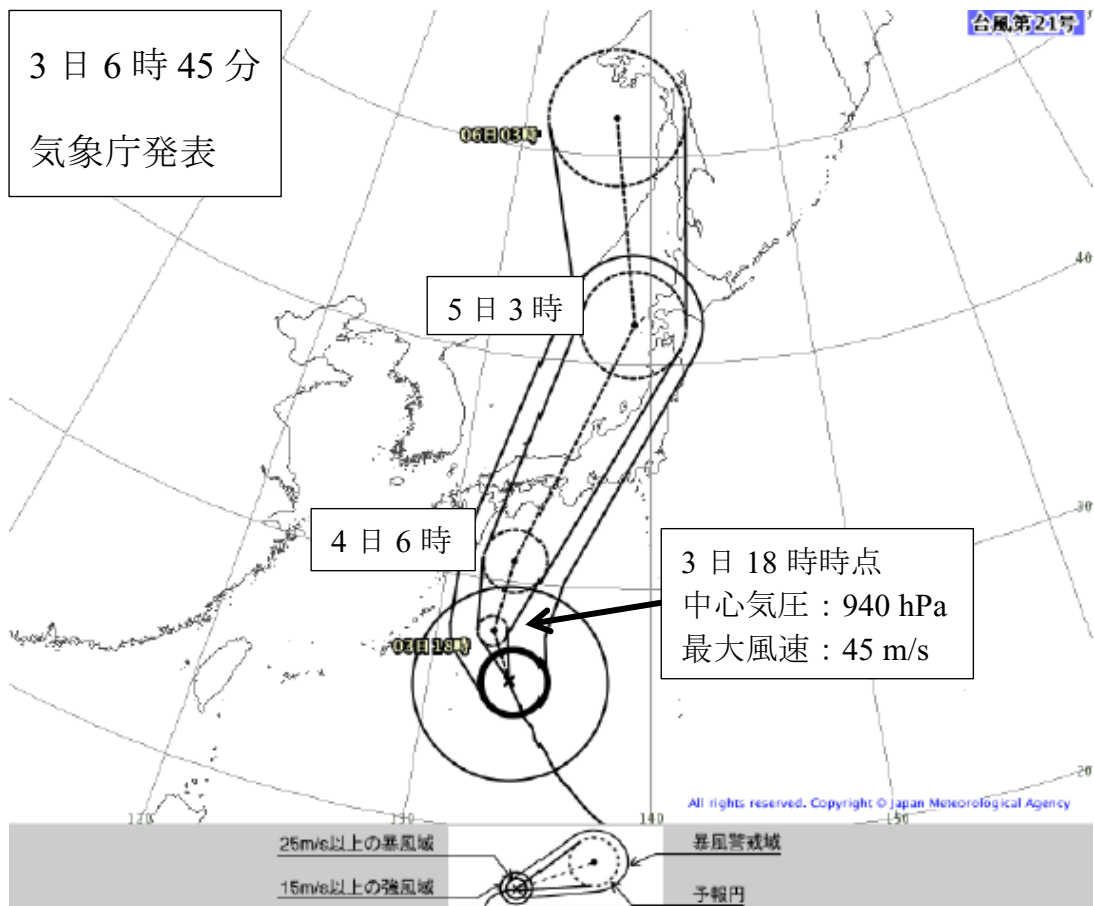 台風第21号
3 日 6 時 45 分
気象庁発表
06日 03時
40
5 日 3 時
30
4 日 6 時
3 日 18 時時点
中心気圧：940 hPa
最大風速：45 m/s
03日 18時
20
All rights reserved. Copyright © Japan Meteorological Agency
120
130
140
150
25m/s以上の暴風域
暴風警戒域
15m/s以上の強風域
予報円